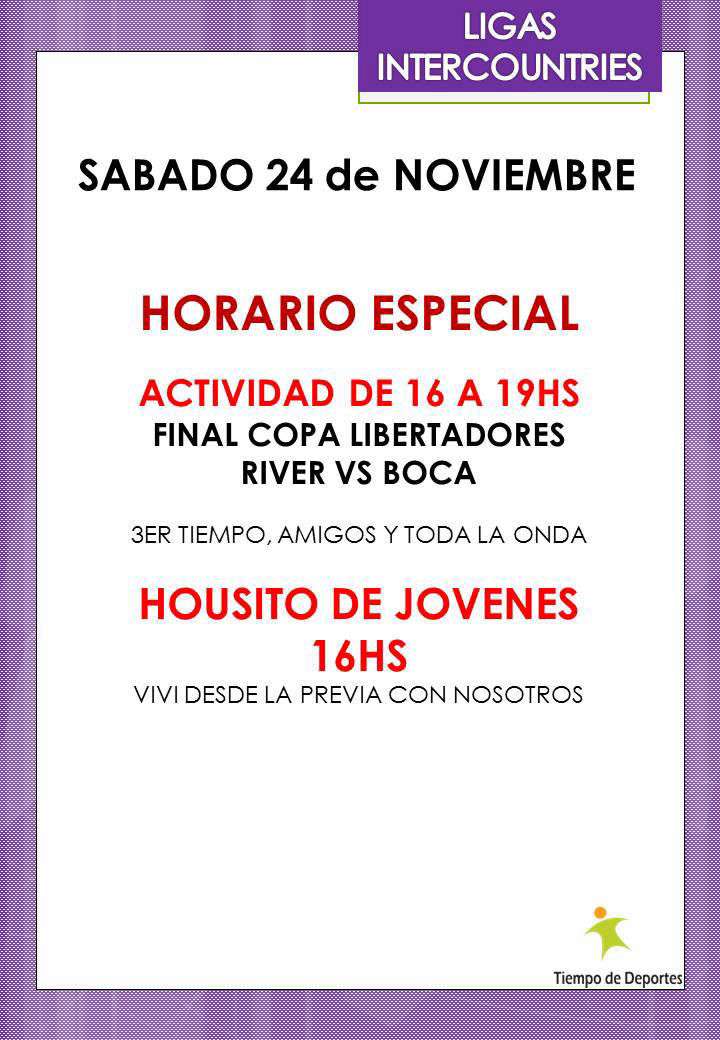 LIGAS
INTERCOUNTRIES
SABADO 24 de NOVIEMBRE
HORARIO ESPECIAL
ACTIVIDAD DE 16 A 19HS
FINAL COPA LIBERTADORES
RIVER VS BOCA
3ER TIEMPO, AMIGOS Y TODA LA ONDA
HOUSITO DE JOVENES
16HS
VIVI DESDE LA PREVIA CON NOSOTROS
Tiempo de Deportes